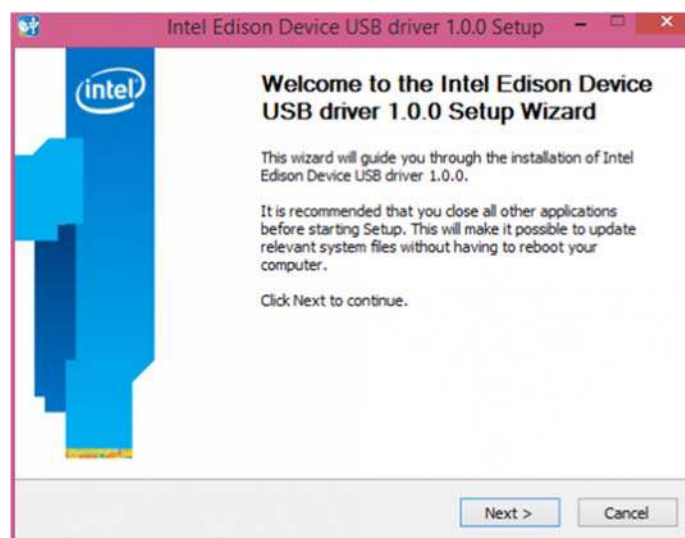 Intel Edison Device USB driver 1.0.0 Setup
intel
Welcome to the Intel Edison Device
USB driver 1.0.0 Setup Wizard
This wizard will guide you through the installation of Intel
Edison Device USB driver 1.0.0.
It is recommended that you close all other applications
before starting Setup. This will make it possible to update
relevant system files without having to reboot your
computer.
Click Next to continue.
Next >
Cancel